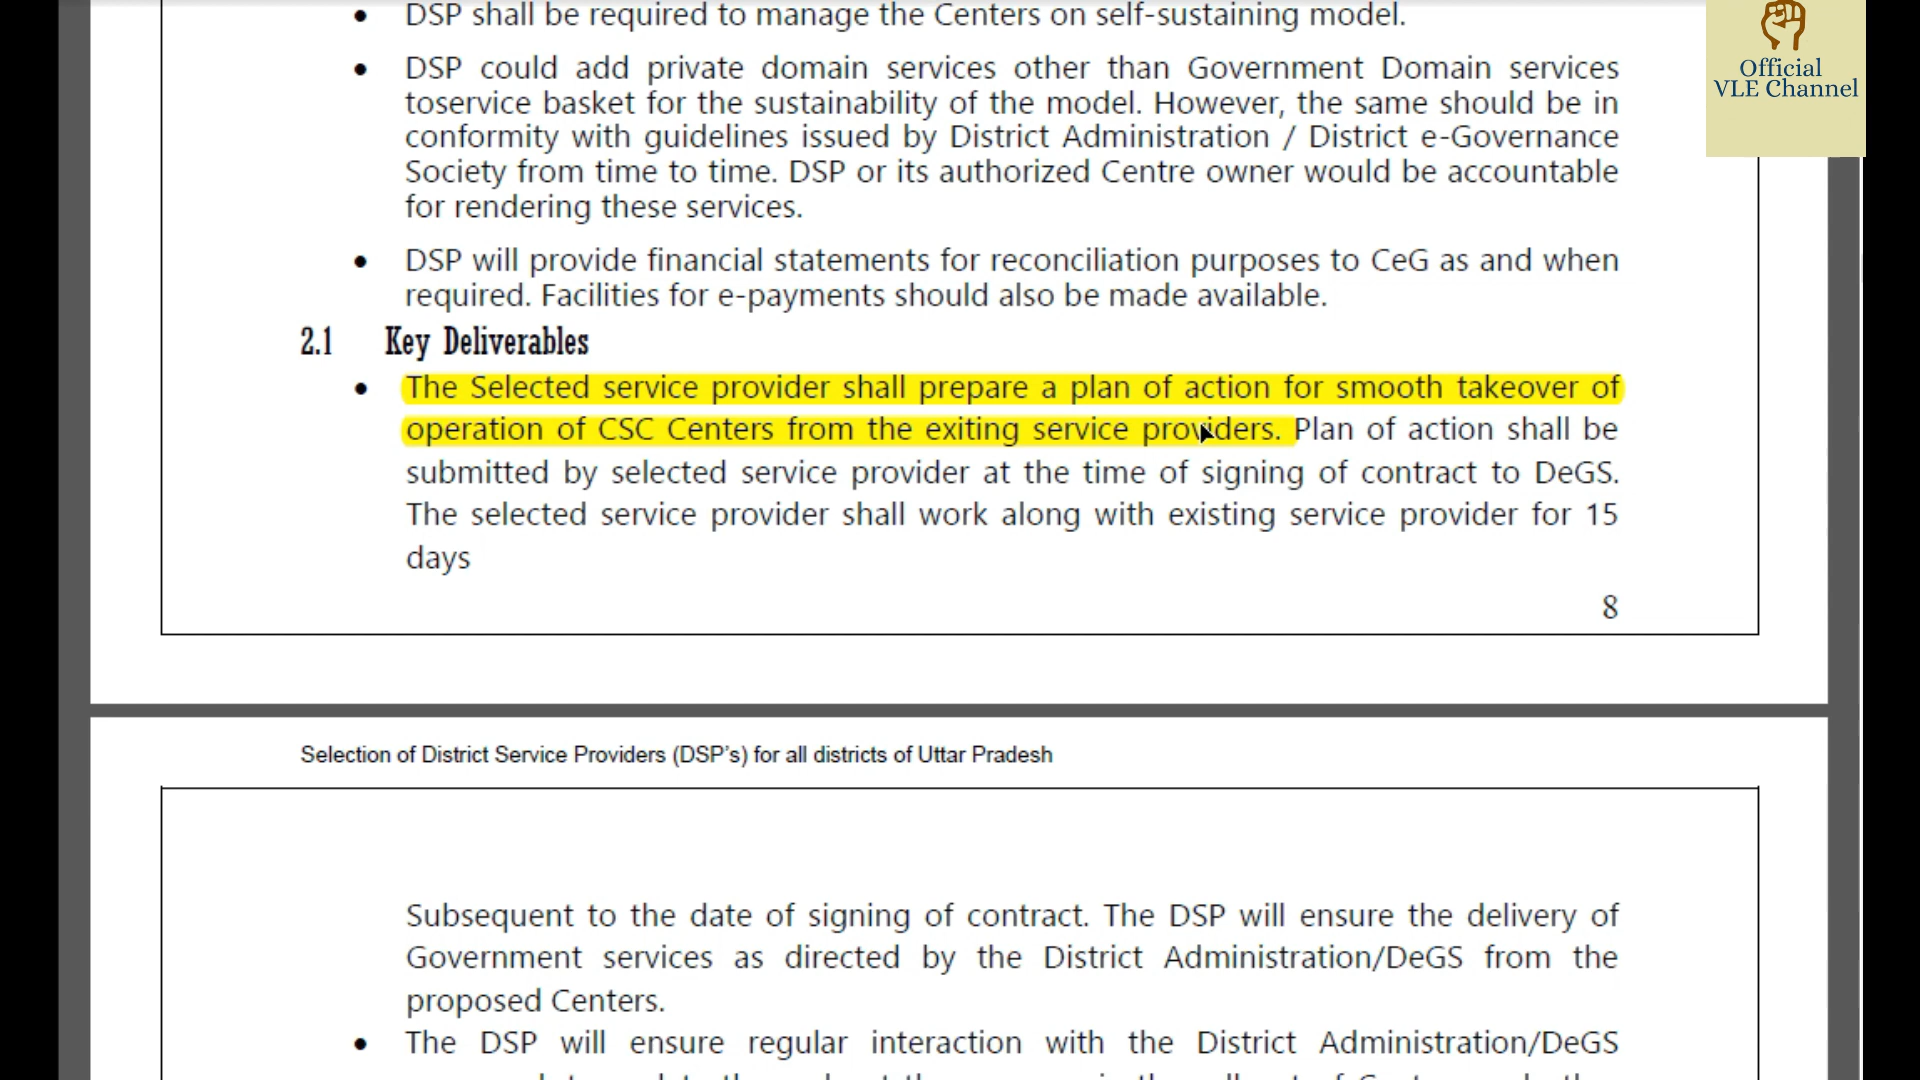 DSP shall be required to manage the Centers on self-sustaining model.
DSP could add private domain services other than Government Domain services
toservice basket for the sustainability of the model. However, the same should be in
conformity with guidelines issued by District Administration / District e-Governance
Society from time to time. DSP or its authorized Centre owner would be accountable
for rendering these services.
DSP will provide financial statements for reconciliation purposes to CeG as and when
required. Facilities for e-payments should also be made available.
2.1 Key Deliverables
The Selected service provider shall prepare a plan of action for smooth takeover of
operation of CSC Centers from the exiting service providers. Plan of action shall be
submitted by selected service provider at the time of signing of contract to DeGS.
The selected service provider shall work along with existing service provider for 15
days
8
Selection of District Service Providers (DSP's) for all districts of Uttar Pradesh
Subsequent to the date of signing of contract. The DSP will ensure the delivery of
Government services as directed by the District Administration/DeGS from the
proposed Centers.
The DSP will ensure regular interaction with the District Administration/DeGS
Official
VLE Channel